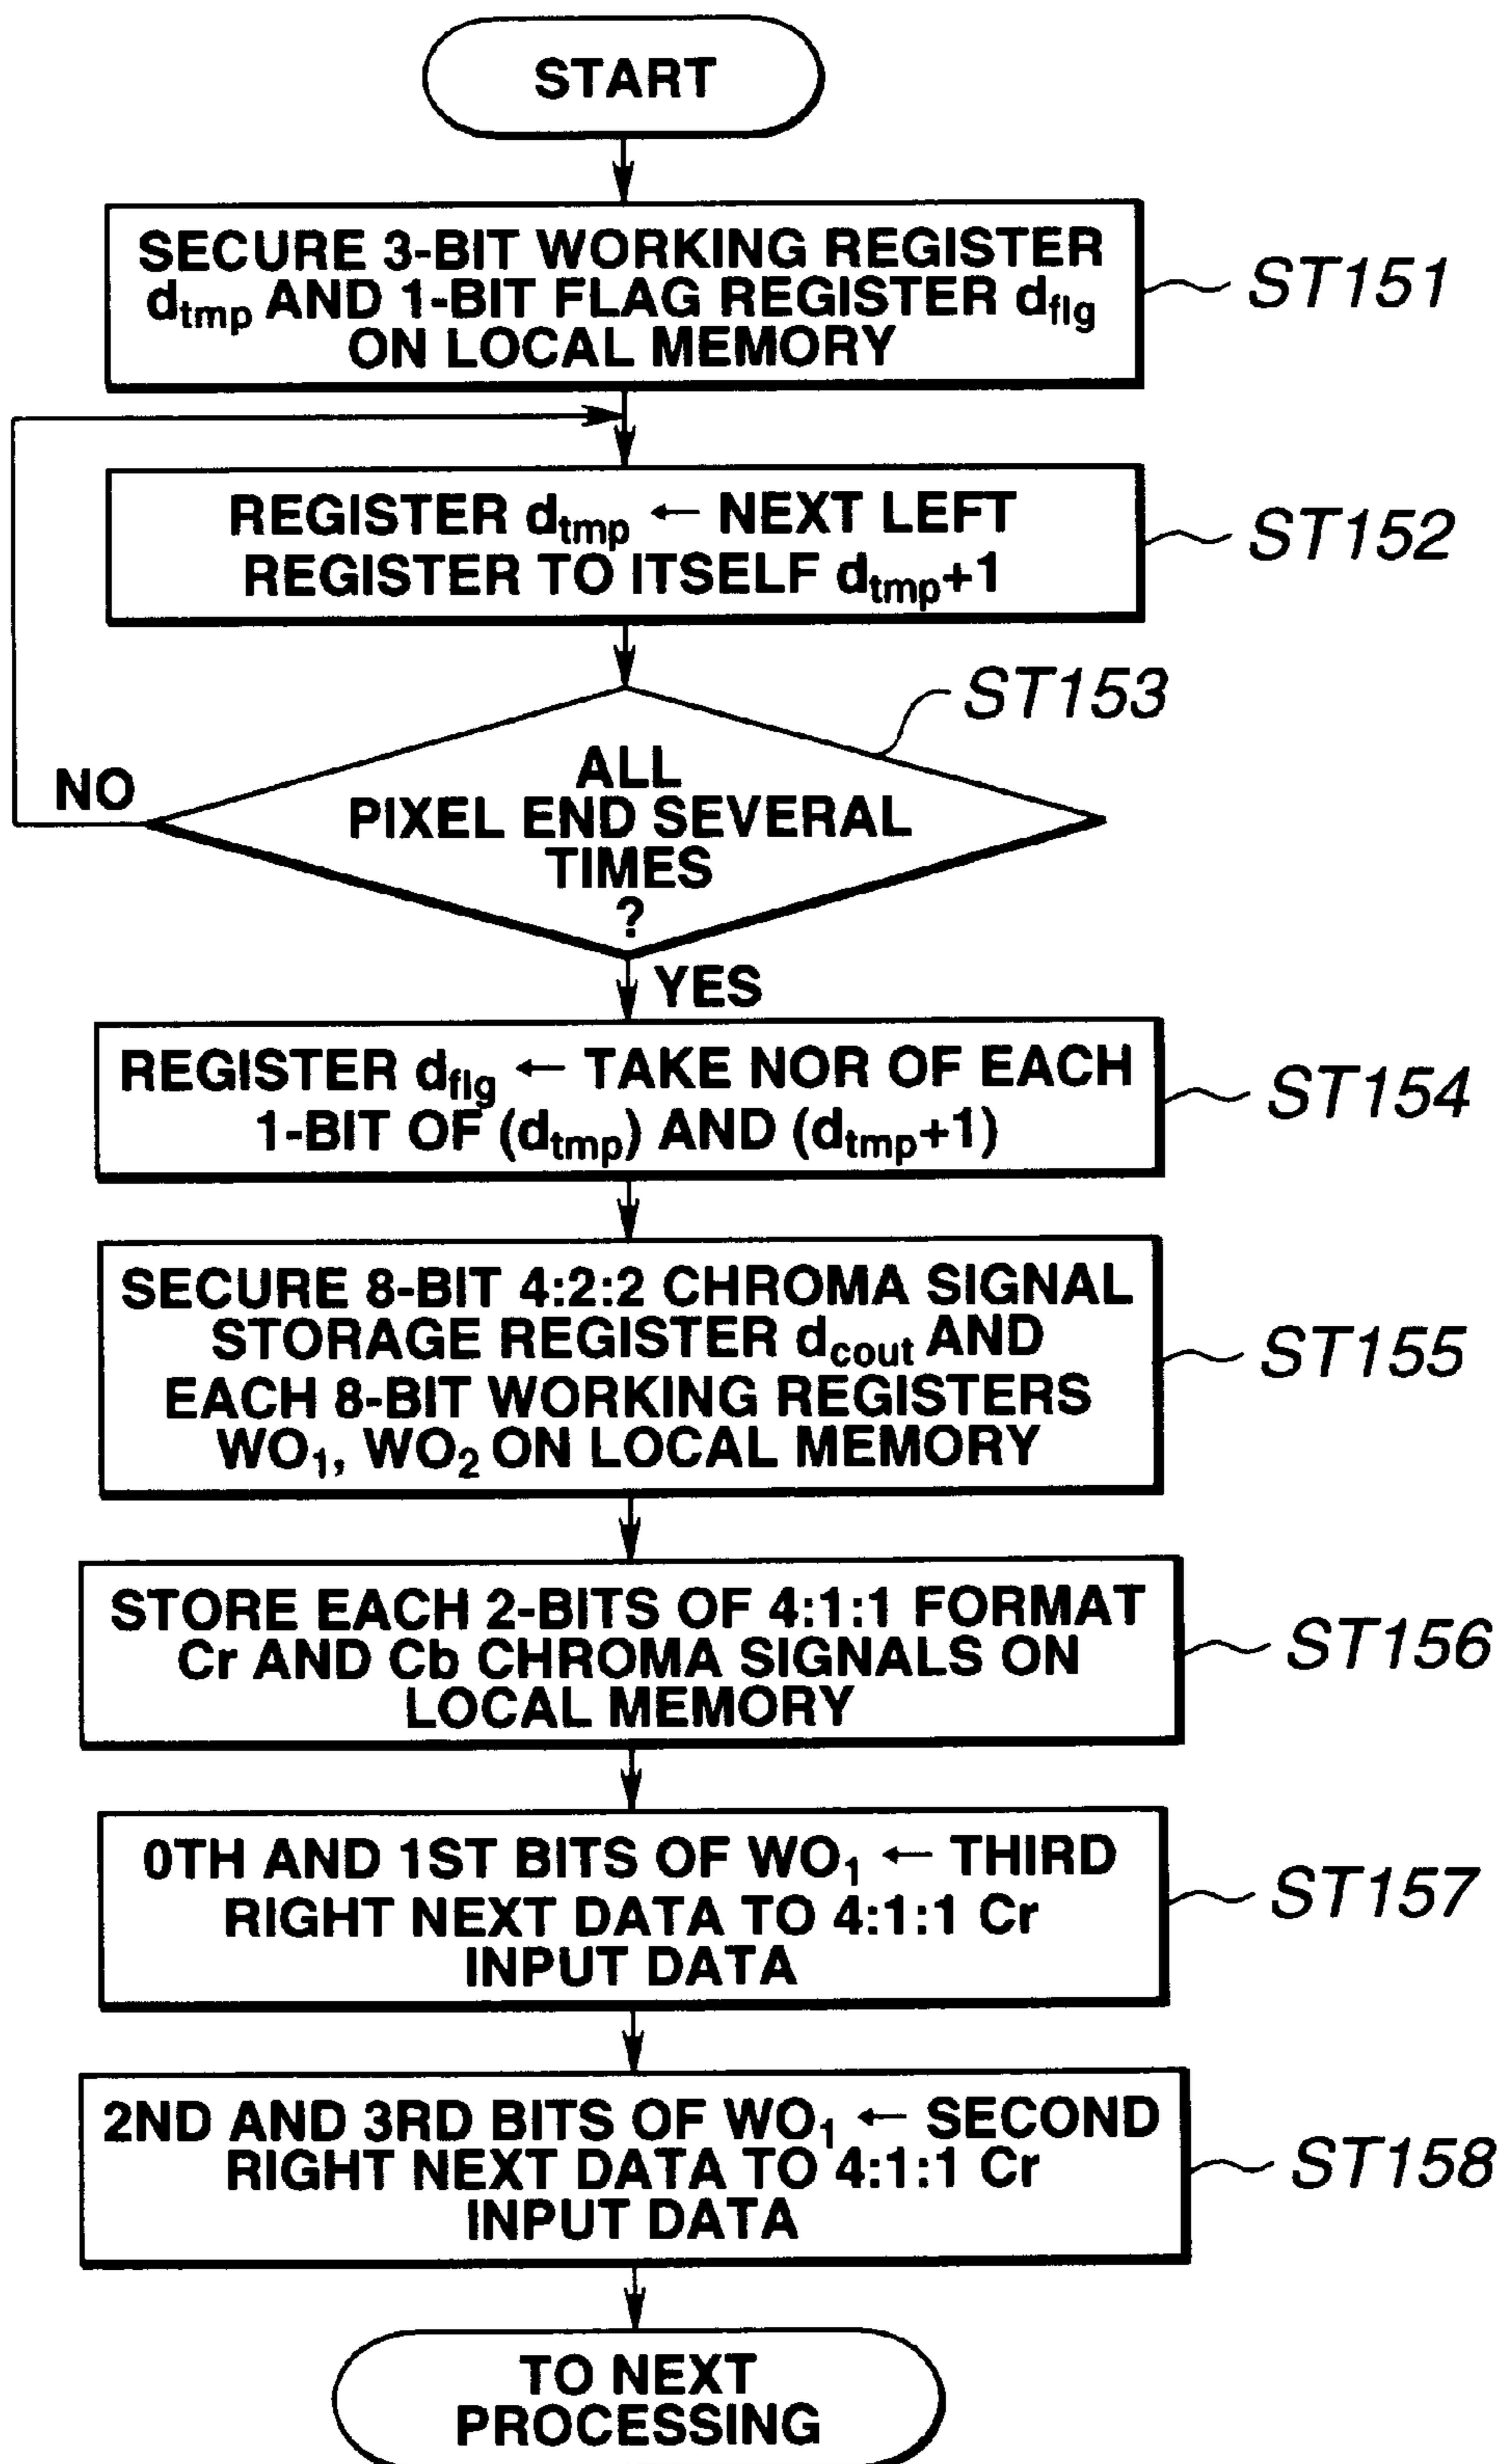 START
SECURE 3-BIT WORKING REGISTER
dtmp AND 1-BIT FLAG REGISTER dflg
ON LOCAL MEMORY
ST151
REGISTER dtmp ← NEXT LEFT
REGISTER TO ITSELF dtmp+1
ST152
ST153
ALL
PIXEL END SEVERAL
TIMES
?
NO
YES
REGISTER dflg ← TAKE NOR OF EACH
1-BIT OF (dtmp) AND (dtmp+1)
ST154
SECURE 8-BIT 4:2:2 CHROMA SIGNAL
STORAGE REGISTER dcout AND
EACH 8-BIT WORKING REGISTERS
WO1, WO2 ON LOCAL MEMORY
ST155
STORE EACH 2-BITS OF 4:1:1 FORMAT
Cr AND Cb CHROMA SIGNALS ON
LOCAL MEMORY
ST156
0TH AND 1ST BITS OF WO1 ← THIRD
RIGHT NEXT DATA TO 4:1:1 Cr
INPUT DATA
ST157
2ND AND 3RD BITS OF WO1 ← SECOND
RIGHT NEXT DATA TO 4:1:1 Cr
INPUT DATA
ST158
TO NEXT
PROCESSING